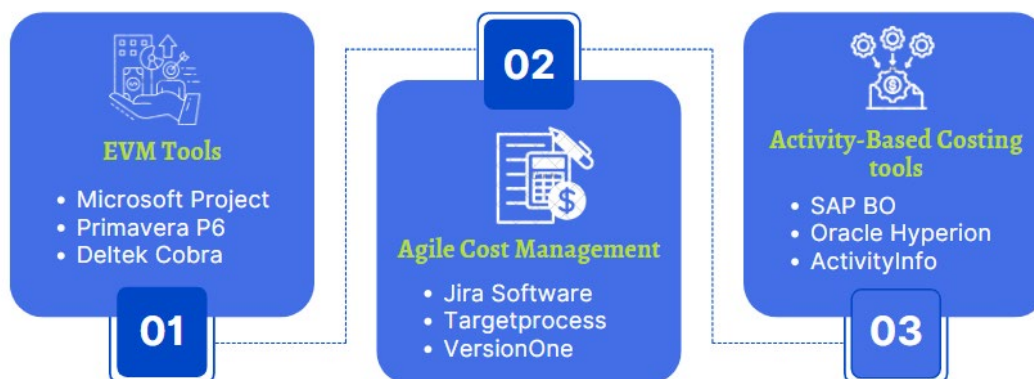 EVM Tools
• Microsoft Project
• Primavera P6
• Deltek Cobra
01
02
Agile Cost Management
• Jira Software
• Targetprocess
• VersionOne
Activity-Based Costing
tools
• SAP BO
• Oracle Hyperion
• ActivityInfo
03